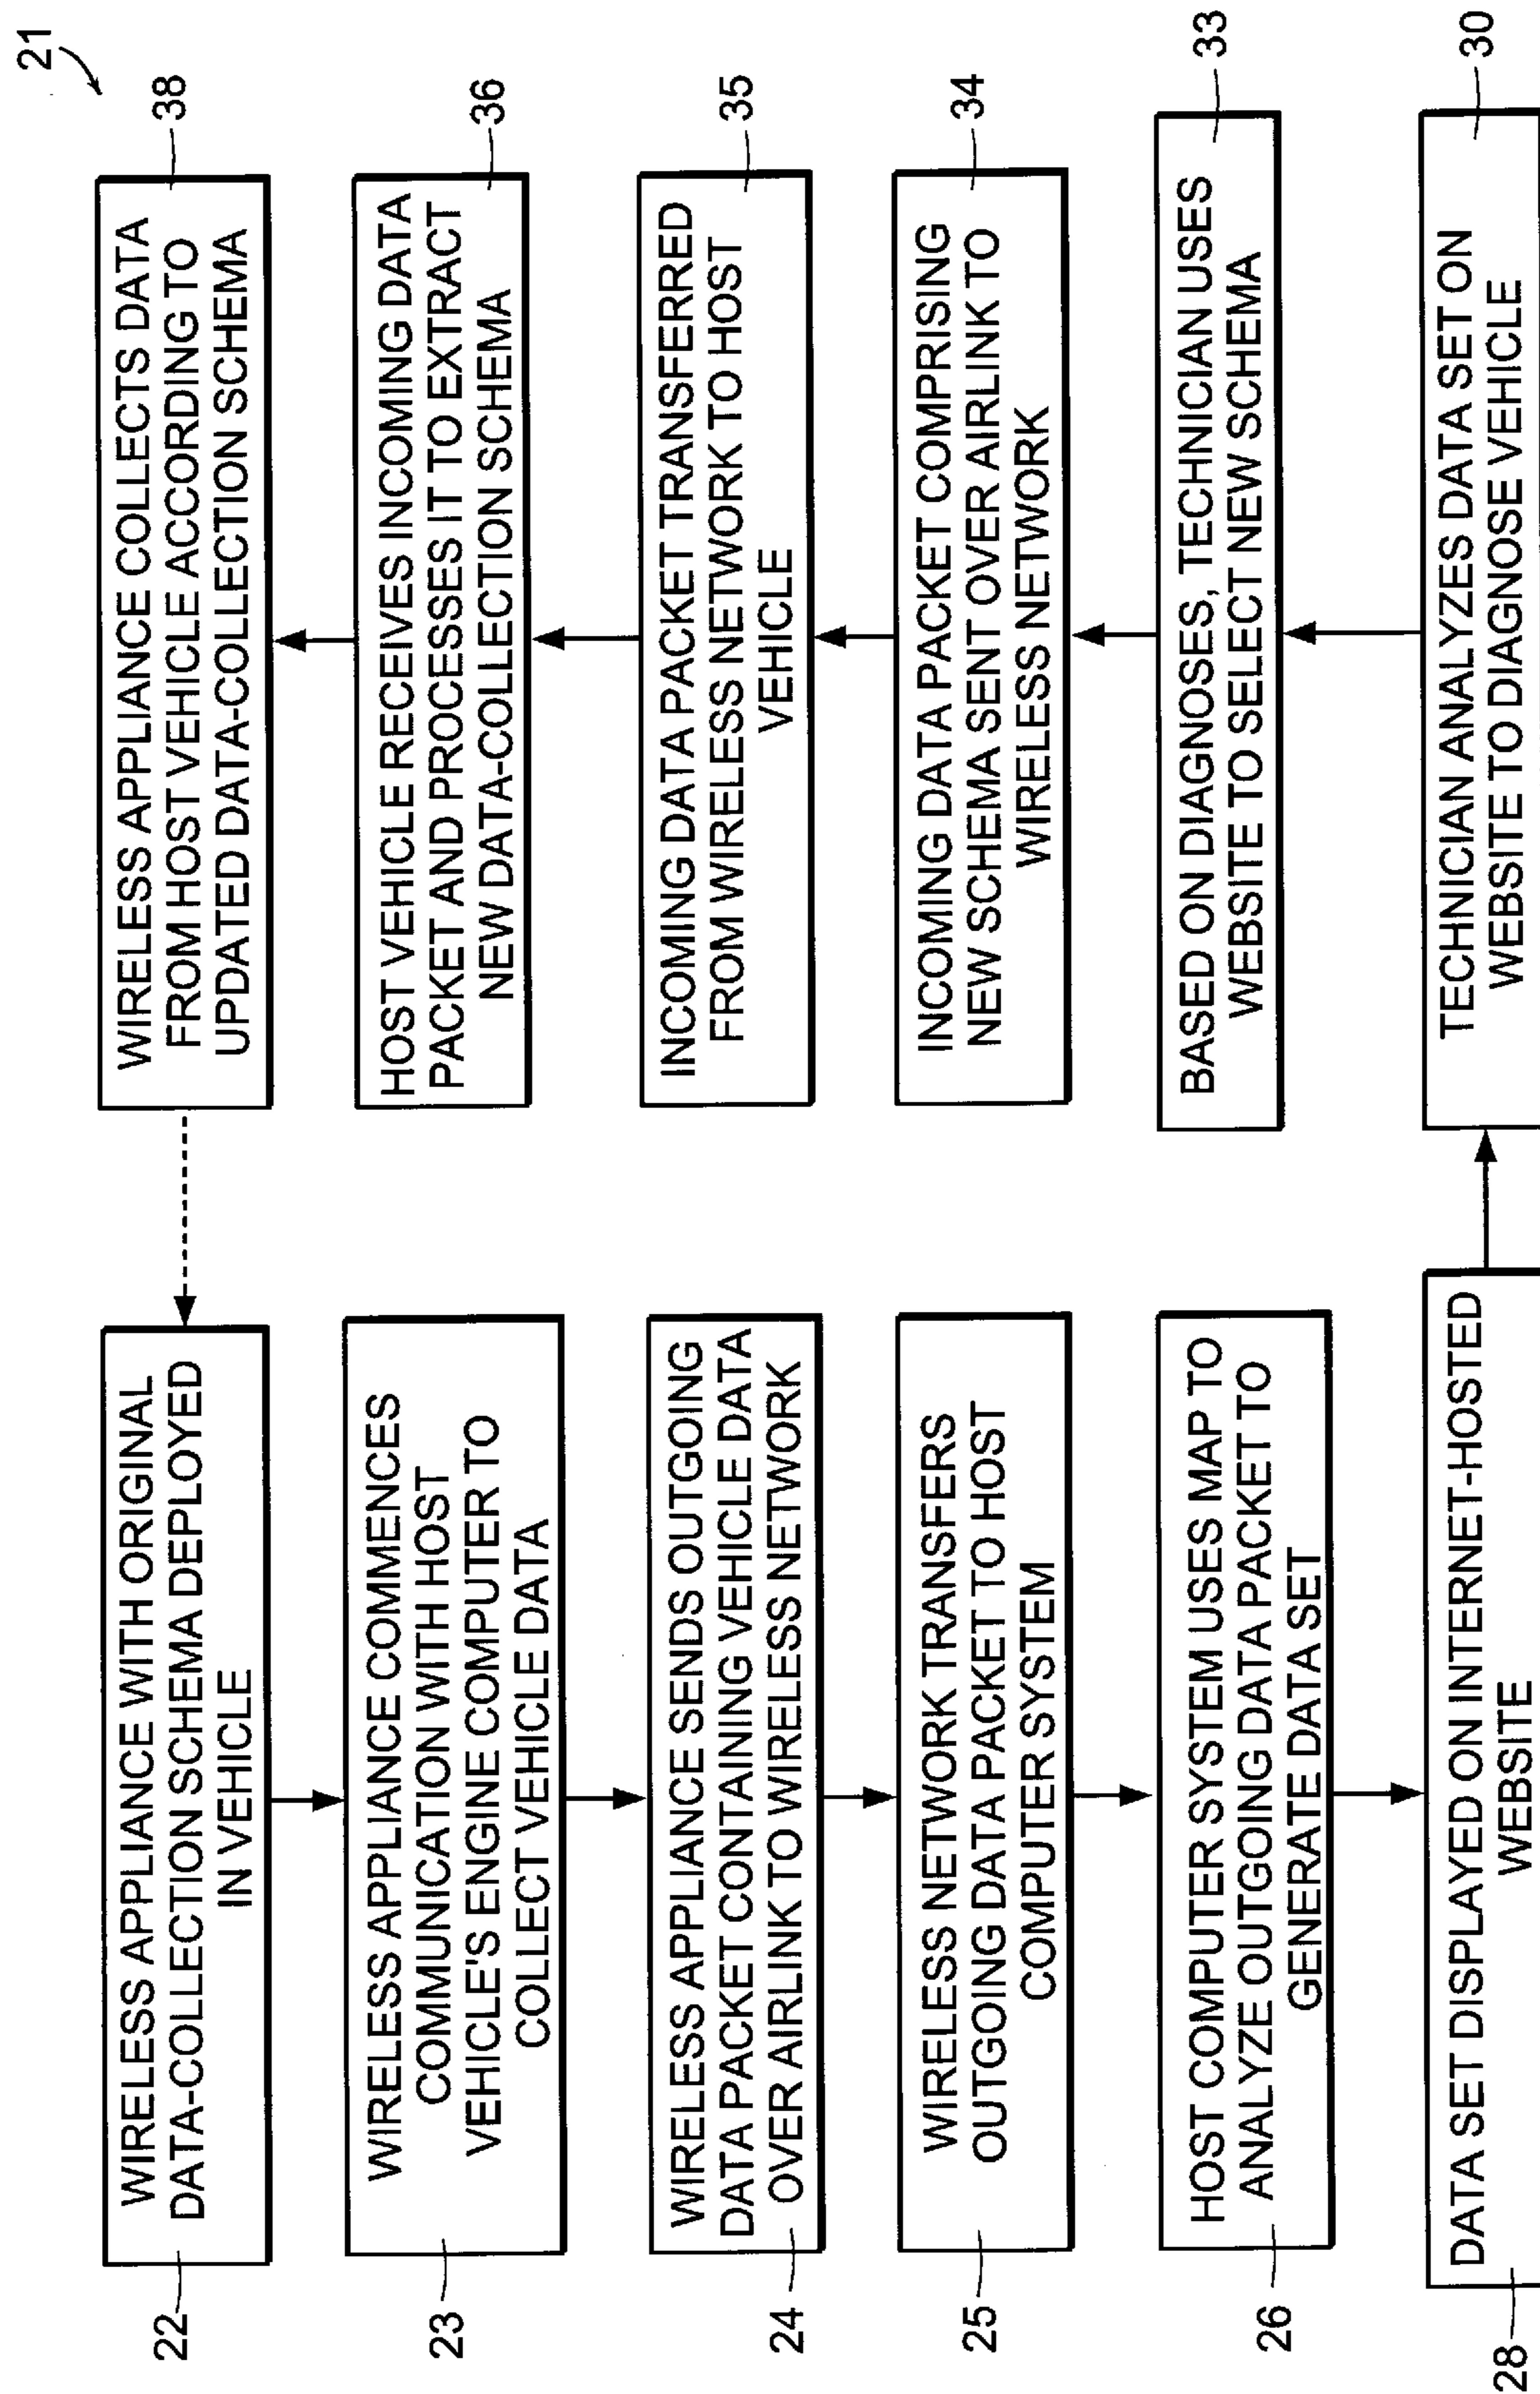 21
22
WIRELESS APPLIANCE WITH ORIGINAL
DATA-COLLECTION SCHEMA DEPLOYED
IN VEHICLE
23
WIRELESS APPLIANCE COMMENCES
COMMUNICATION WITH HOST
VEHICLE'S ENGINE COMPUTER TO
COLLECT VEHICLE DATA
24
WIRELESS APPLIANCE SENDS OUTGOING
DATA PACKET CONTAINING VEHICLE DATA
OVER AIRLINK TO WIRELESS NETWORK
25
WIRELESS NETWORK TRANSFERS
OUTGOING DATA PACKET TO HOST
COMPUTER SYSTEM
26
HOST COMPUTER SYSTEM USES MAP TO
ANALYZE OUTGOING DATA PACKET TO
GENERATE DATA SET
28
DATA SET DISPLAYED ON INTERNET-HOSTED
WEBSITE
38
WIRELESS APPLIANCE COLLECTS DATA
FROM HOST VEHICLE ACCORDING TO
UPDATED DATA-COLLECTION SCHEMA
36
HOST VEHICLE RECEIVES INCOMING DATA
PACKET AND PROCESSES IT TO EXTRACT
NEW DATA-COLLECTION SCHEMA
35
INCOMING DATA PACKET TRANSFERRED
FROM WIRELESS NETWORK TO HOST
VEHICLE
34
INCOMING DATA PACKET COMPRISING
NEW SCHEMA SENT OVER AIRLINK TO
WIRELESS NETWORK
33
BASED ON DIAGNOSES, TECHNICIAN USES
WEBSITE TO SELECT NEW SCHEMA
30
TECHNICIAN ANALYZES DATA SET ON
WEBSITE TO DIAGNOSE VEHICLE